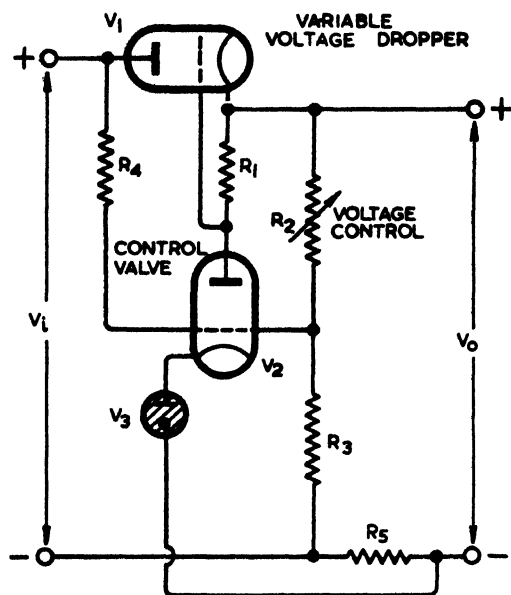 V1
VARIABLE
VOLTAGE DROPPER
+
+
R4
R1
R2
VOLTAGE
CONTROL
CONTROL
VALVE
Vi
V2
Vo
V3
R3
R5
−
−